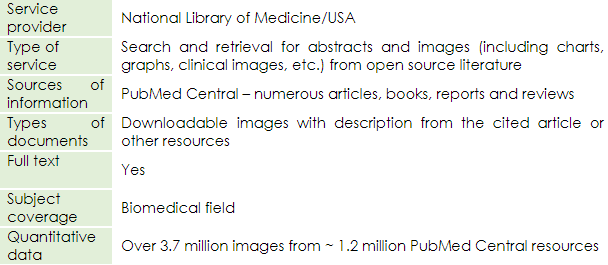 Service
provider
National Library of Medicine/USA
Type of
service
Search and retrieval for abstracts and images (including charts,
graphs, clinical images, etc.) from open source literature
Sources of
information
PubMed Central – numerous articles, books, reports and reviews
Types of
documents
Downloadable images with description from the cited article or
other resources
Full text
Yes
Subject
coverage
Biomedical field
Quantitative
data
Over 3.7 million images from ~ 1.2 million PubMed Central resources